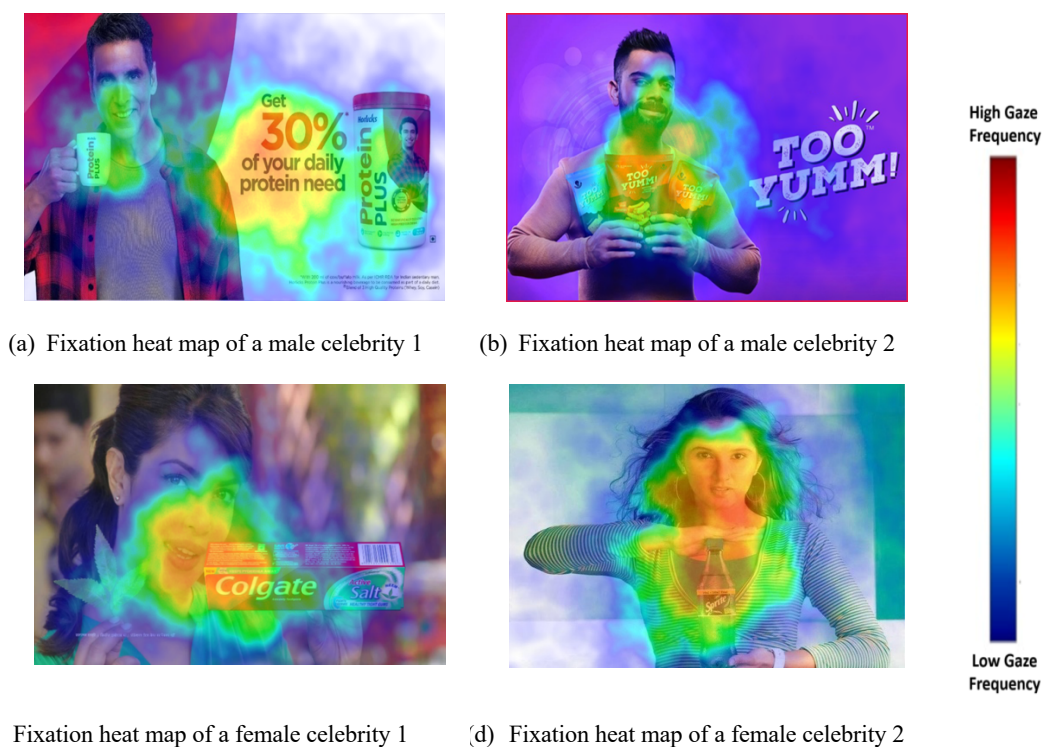 Get
30%*
of your daily
protein need
Horlicks
Protein
PLUS
Protein
PLUS
TOO
YUMM!
TOO
YUMM!
TM
TOO
YUMM!
High Gaze
Frequency
(a) Fixation heat map of a male celebrity 1
(b) Fixation heat map of a male celebrity 2
Colgate
Salt
Sprite
Low Gaze
Frequency
Fixation heat map of a female celebrity 1
(d) Fixation heat map of a female celebrity 2